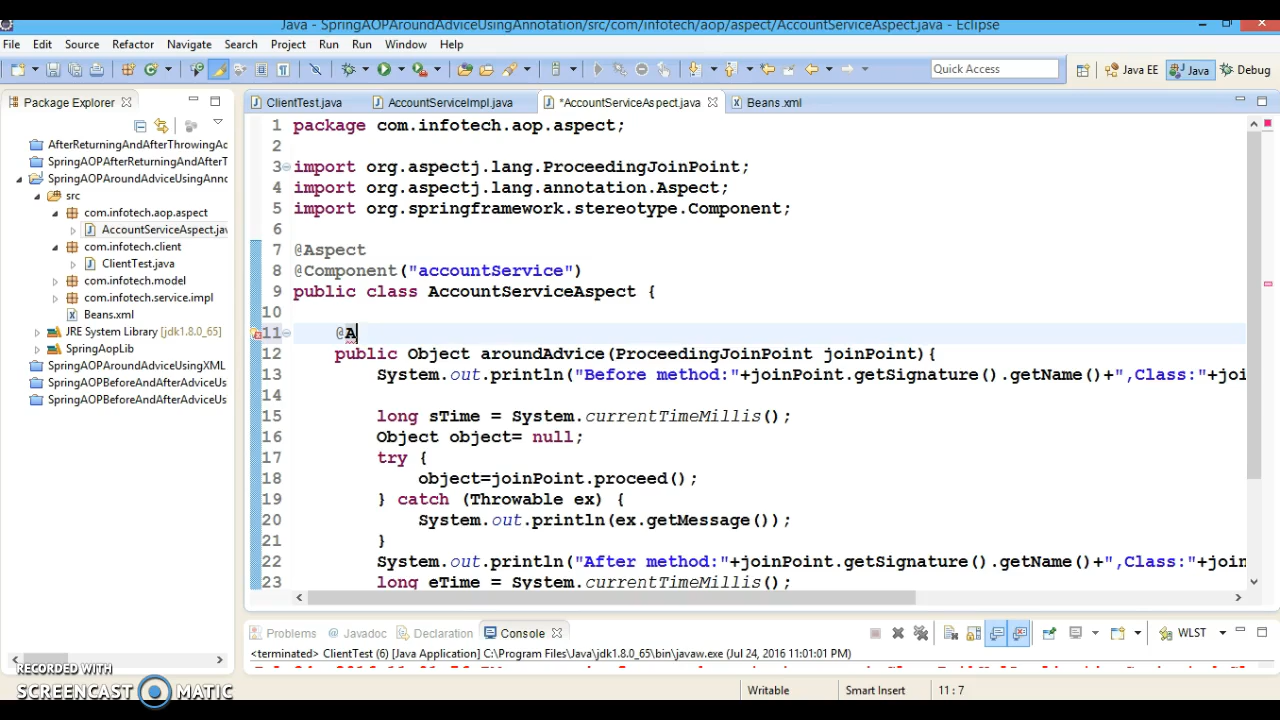 Java - SpringAOPAroundAdviceUsingAnnotation/src/com/infotech/aop/aspect/AccountServiceAspect.java - Eclipse
File Edit Source Refactor Navigate Search Project Run Run Window Help
Quick Access Java EE Java Debug
Package Explorer
ClientTest.java AccountServiceImpl.java *AccountServiceAspect.java Beans.xml
AfterReturningAndAfterThrowingAd
SpringAOPAfterReturningAndAfterT
SpringAOPAroundAdviceUsingAnno
src
com.infotech.aop.aspect
AccountServiceAspect.jav
com.infotech.client
ClientTest.java
com.infotech.model
com.infotech.service.impl
Beans.xml
JRE System Library [jdk1.8.0_65]
SpringAopLib
SpringAOPAroundAdviceUsingXML
SpringAOPBeforeAndAfterAdviceUs
SpringAOPBeforeAndAfterAdviceUs
1 package com.infotech.aop.aspect;
2
3 import org.aspectj.lang.ProceedingJoinPoint;
4 import org.aspectj.lang.annotation.Aspect;
5 import org.springframework.stereotype.Component;
6
7 @Aspect
8 @Component("accountService")
9 public class AccountServiceAspect {
10
11 @A
12 public Object aroundAdvice(ProceedingJoinPoint joinPoint){
13 System.out.println("Before method:"+joinPoint.getSignature().getName()+",Class:"+joi
14
15 long sTime = System.currentTimeMillis();
16 Object object= null;
17 try {
18 object=joinPoint.proceed();
19 } catch (Throwable ex) {
20 System.out.println(ex.getMessage());
21 }
22 System.out.println("After method:"+joinPoint.getSignature().getName()+",Class:"+join
23 long eTime = System.currentTimeMillis();
Problems @ Javadoc Declaration Console WLST
<terminated> ClientTest (6) [Java Application] C:\Program Files\Java\jdk1.8.0_65\bin\javaw.exe (Jul 24, 2016 11:01:01 PM)
Writable Smart Insert 11 : 7
RECORDED WITH
SCREENCAST MATIC